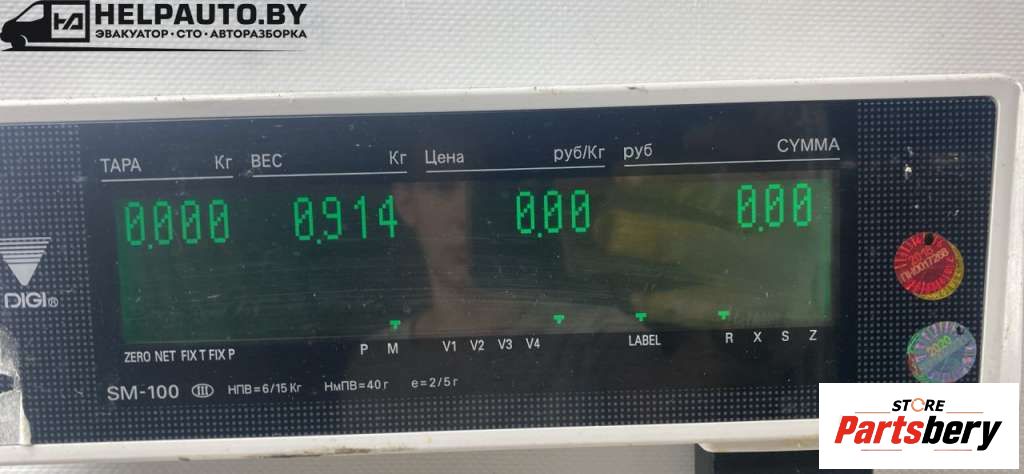 HELPAUTO.BY
ЭВАКУАТОР•СТО•АВТОРАЗБОРКА
ТАРА Кг ВЕС Кг Цена руб/Кг руб СУММА
0.000 0.914 0.00 0.00
DIGI®
ZERO NET FIX T FIX P P M V1 V2 V3 V4 LABEL R X S Z
SM-100 III НПВ=6/15 Кг НмПВ=40 г e=2/5 г
2020
STORE
Partsbery